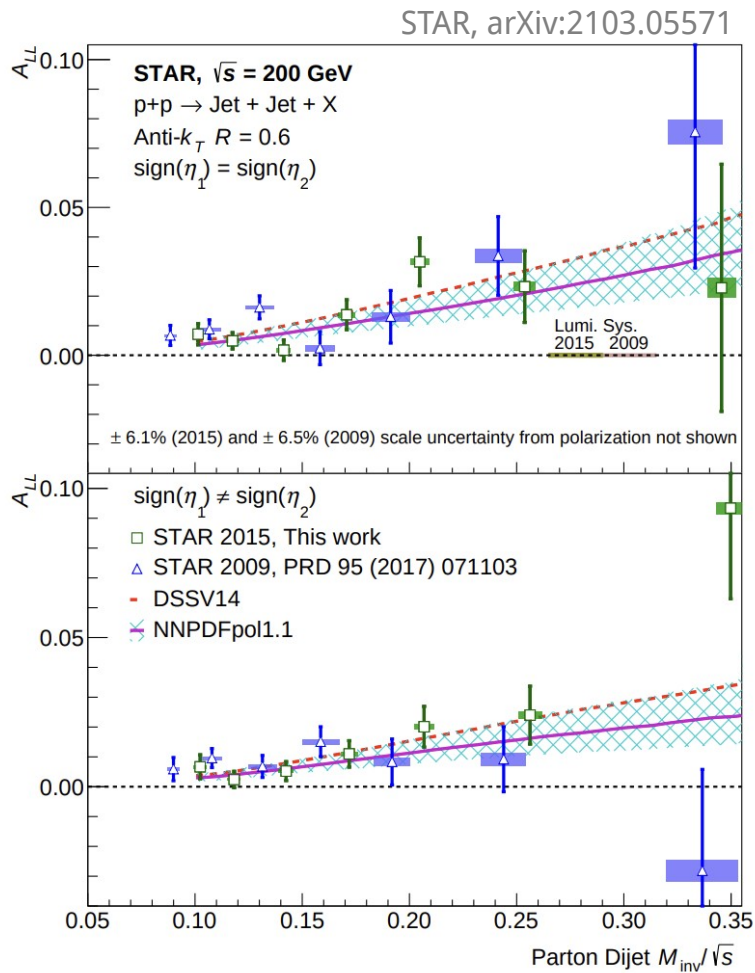 STAR, arXiv:2103.05571
A_LL
0.10
STAR, √s = 200 GeV
p+p → Jet + Jet + X
Anti-k_T R = 0.6
sign(η_1) = sign(η_2)
0.05
Lumi. Sys.
2015 2009
0.00
± 6.1% (2015) and ± 6.5% (2009) scale uncertainty from polarization not shown
A_LL
0.10
sign(η_1) ≠ sign(η_2)
STAR 2015, This work
STAR 2009, PRD 95 (2017) 071103
DSSV14
NNPDFpol1.1
0.05
0.00
0.05 0.10 0.15 0.20 0.25 0.30 0.35
Parton Dijet M_inv/√s